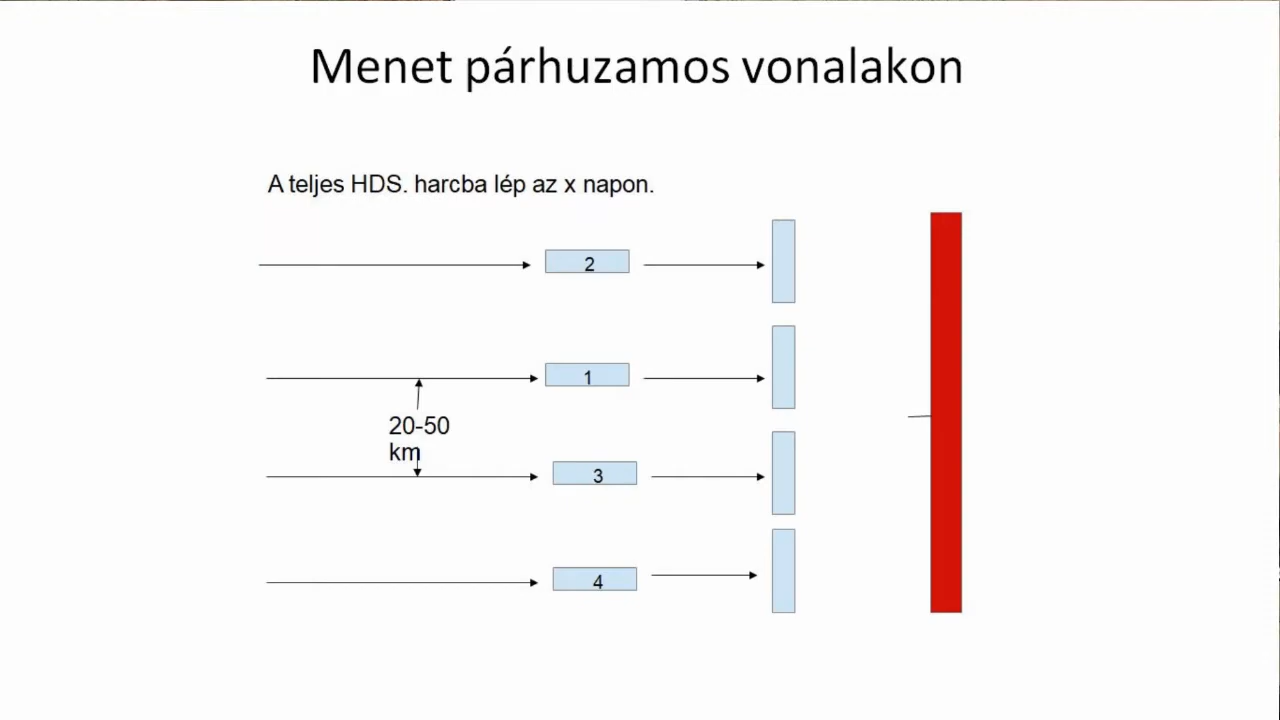 Menet párhuzamos vonalakon
A teljes HDS. harcba lép az x napon.
2
1
20-50
km
3
4